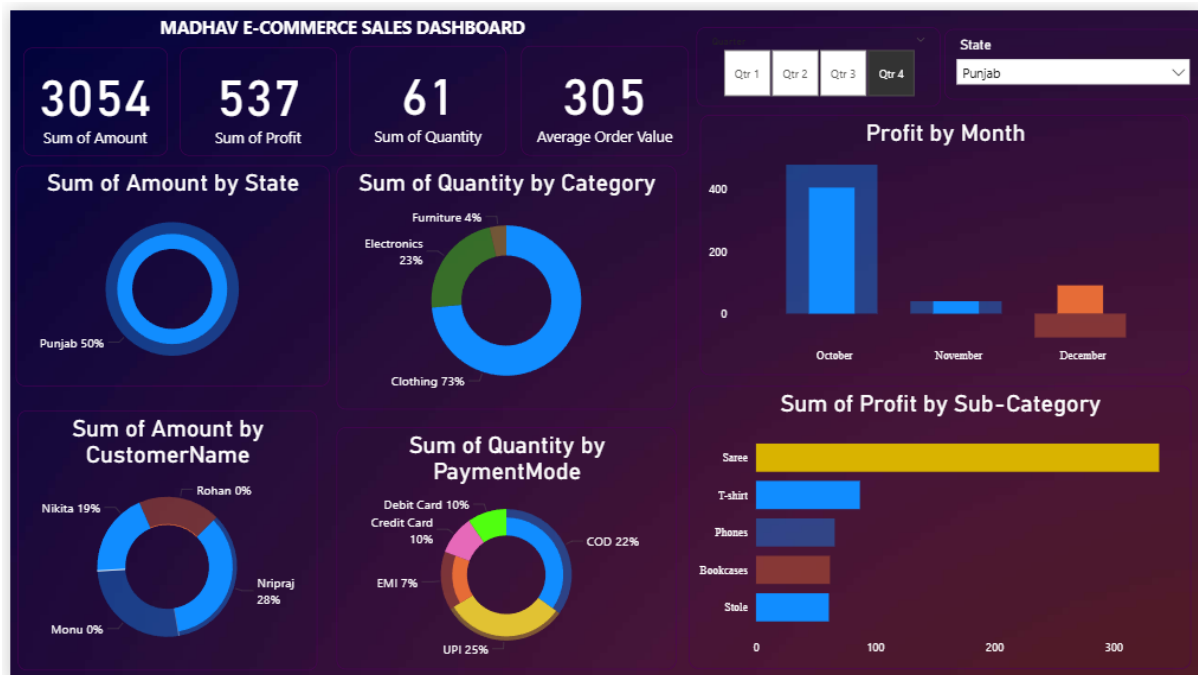 MADHAV E-COMMERCE SALES DASHBOARD
3054
Sum of Amount
537
Sum of Profit
61
Sum of Quantity
305
Average Order Value
Qtr 1
Qtr 2
Qtr 3
Qtr 4
State
Punjab
Sum of Amount by State
Punjab 50%
Sum of Quantity by Category
Furniture 4%
Electronics
23%
Clothing 73%
Profit by Month
400
200
0
October
November
December
Sum of Amount by
CustomerName
Rohan 0%
Nikita 19%
Nripraj
28%
Monu 0%
Sum of Quantity by
PaymentMode
Debit Card 10%
Credit Card
10%
COD 22%
EMI 7%
UPI 25%
Sum of Profit by Sub-Category
Saree
T-shirt
Phones
Bookcases
Stole
0
100
200
300